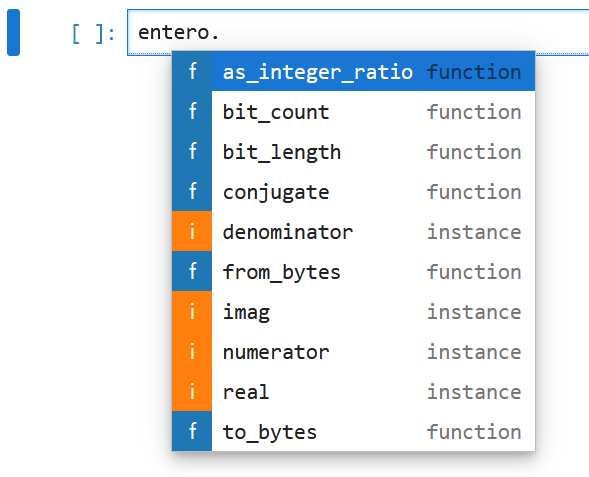 [ ]: entero.
f as_integer_ratio function
f bit_count function
f bit_length function
f conjugate function
i denominator instance
f from_bytes function
i imag instance
i numerator instance
i real instance
f to_bytes function